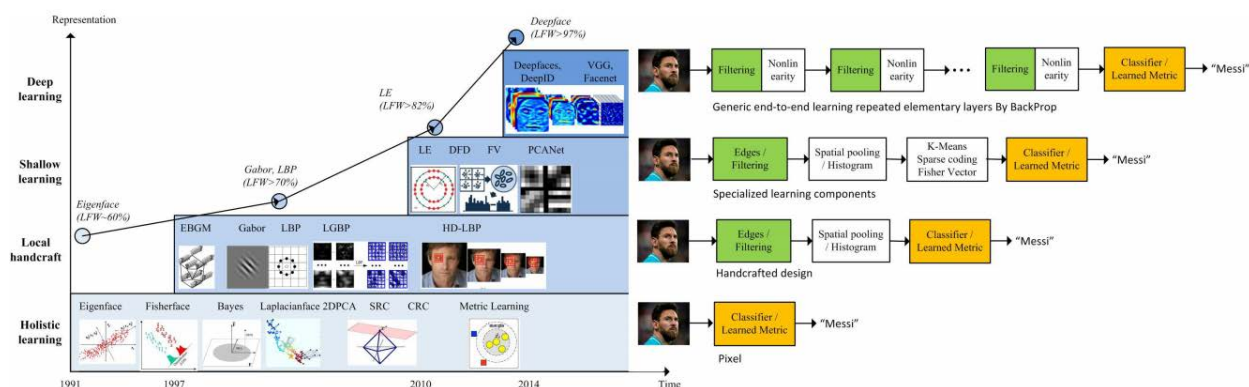 Representation
Deep
learning
Shallow
learning
Local
handcraft
Holistic
learning
Deepface
(LFW>97%)
LE
(LFW>82%)
Gabor, LBP
(LFW>70%)
Eigenface
(LFW~60%)
Deepfaces,
DeepID
VGG,
Facenet
LE DFD FV PCANet
EBGM Gabor LBP LGBP HD-LBP
Eigenface Fisherface Bayes Laplacianface 2DPCA SRC CRC Metric Learning
1991 1997 2010 2014 Time
Filtering
Nonlin
earity
Filtering
Nonlin
earity
Filtering
Nonlin
earity
Classifier /
Learned Metric
“Messi”
Generic end-to-end learning repeated elementary layers By BackProp
Edges /
Filtering
Spatial pooling
/ Histogram
K-Means
Sparse coding
Fisher Vector
Classifier /
Learned Metric
“Messi”
Specialized learning components
Edges /
Filtering
Spatial pooling
/ Histogram
Classifier /
Learned Metric
“Messi”
Handcrafted design
Classifier /
Learned Metric
“Messi”
Pixel